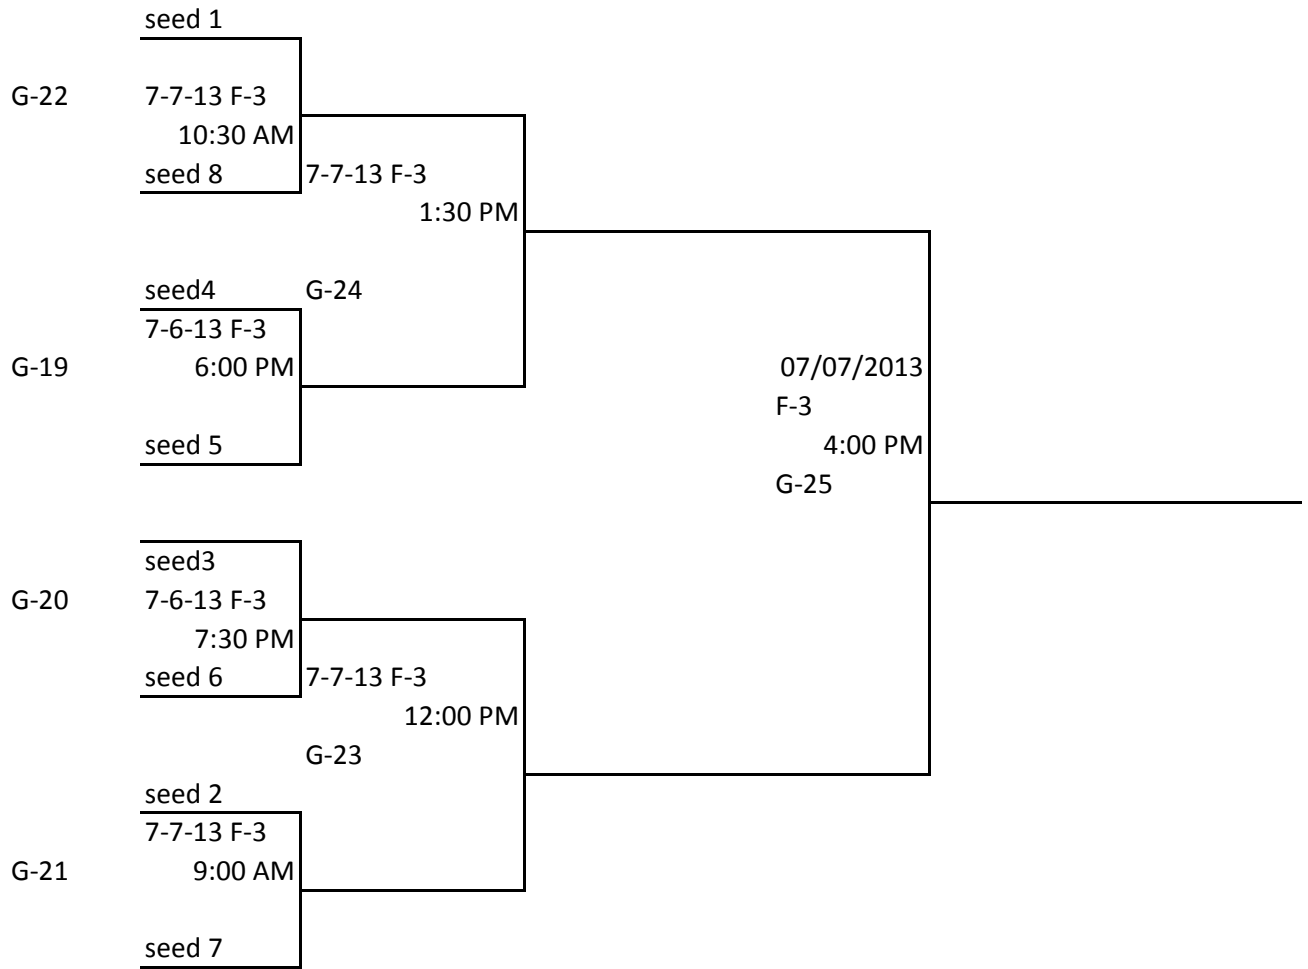 seed 1
G-22 7-7-13 F-3
10:30 AM
seed 8 7-7-13 F-3
1:30 PM
seed4 G-24
7-6-13 F-3
G-19 6:00 PM 07/07/2013
F-3
seed 5 4:00 PM
G-25
seed3
G-20 7-6-13 F-3
7:30 PM
seed 6 7-7-13 F-3
12:00 PM
G-23
seed 2
7-7-13 F-3
G-21 9:00 AM
seed 7